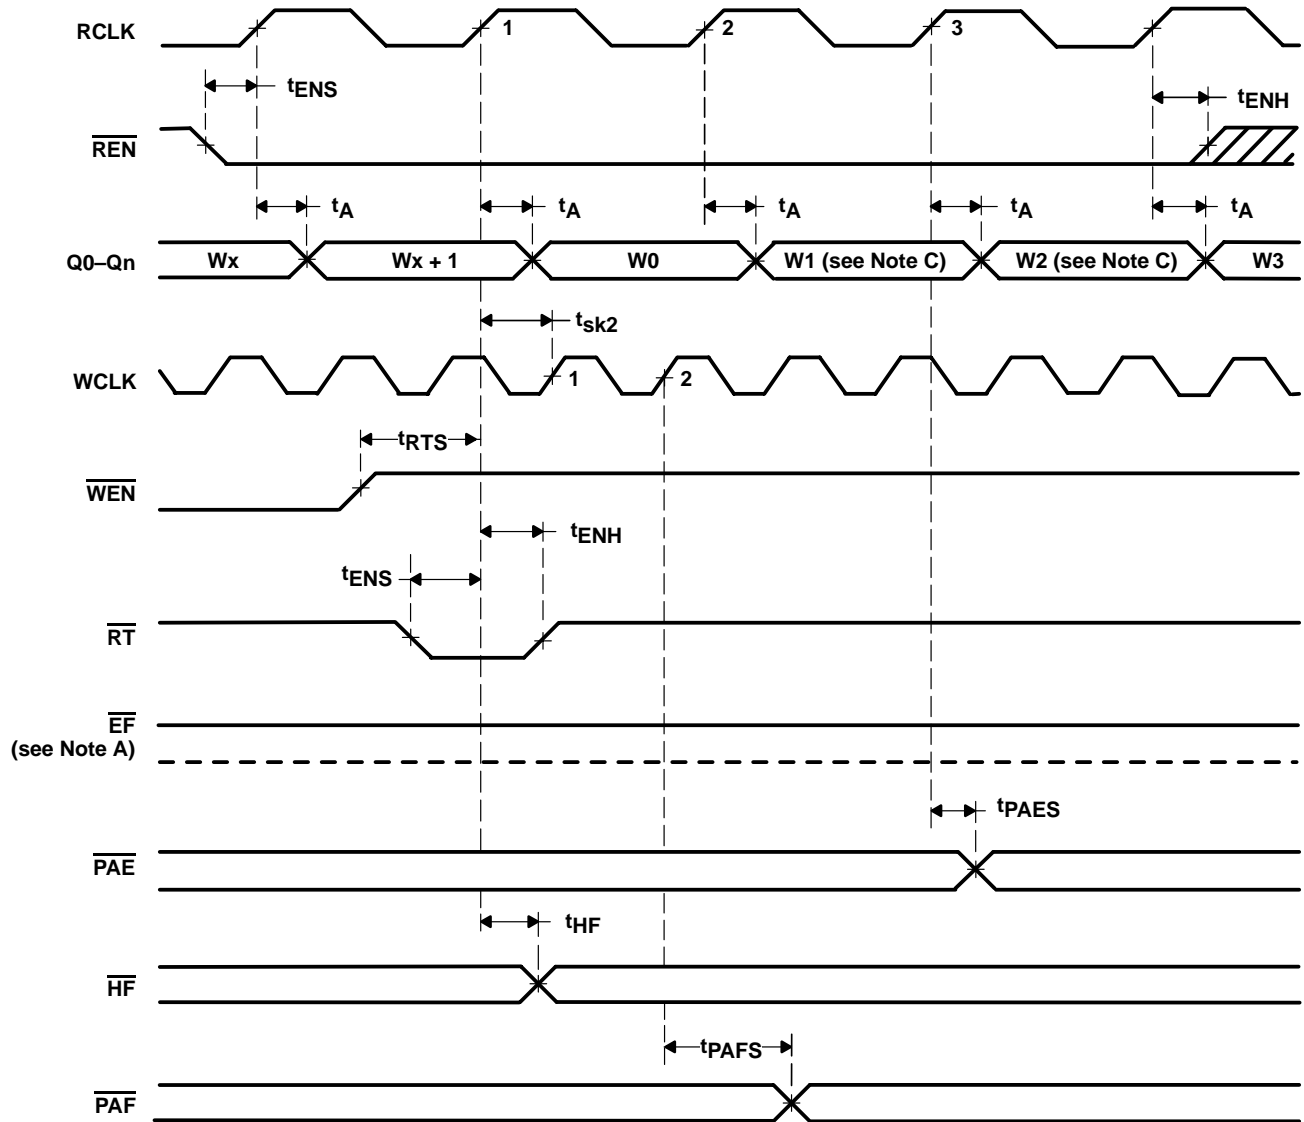 RCLK
1
2
3
tENS
tENH
REN
tA
tA
tA
tA
tA
Q0–Qn
Wx
Wx + 1
W0
W1 (see Note C)
W2 (see Note C)
W3
tsk2
WCLK
1
2
tRTS
WEN
tENH
tENS
RT
EF
(see Note A)
tPAES
PAE
tHF
HF
tPAFS
PAF